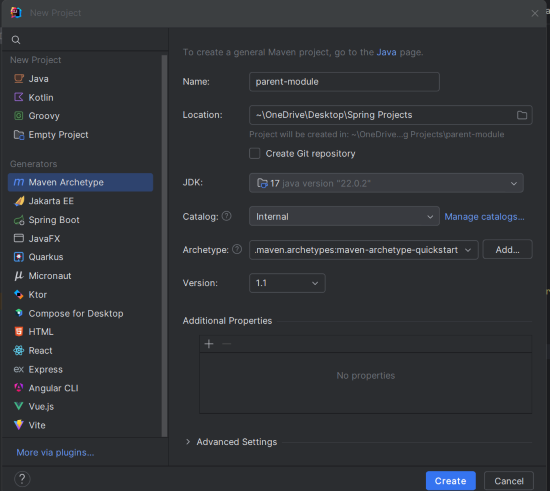 New Project
New Project
Java
Kotlin
Groovy
Empty Project
Generators
Maven Archetype
Jakarta EE
Spring Boot
JavaFX
Quarkus
Micronaut
Ktor
Compose for Desktop
HTML
React
Express
Angular CLI
Vue.js
Vite
More via plugins...
To create a general Maven project, go to the Java page.
Name: parent-module
Location: ~\OneDrive\Desktop\Spring Projects
Project will be created in: ~\OneDrive...g Projects\parent-module
Create Git repository
JDK: 17 java version "22.0.2"
Catalog: ? Internal Manage catalogs...
Archetype: ? .maven.archetypes:maven-archetype-quickstart Add...
Version: 1.1
Additional Properties
No properties
Advanced Settings
? Create Cancel